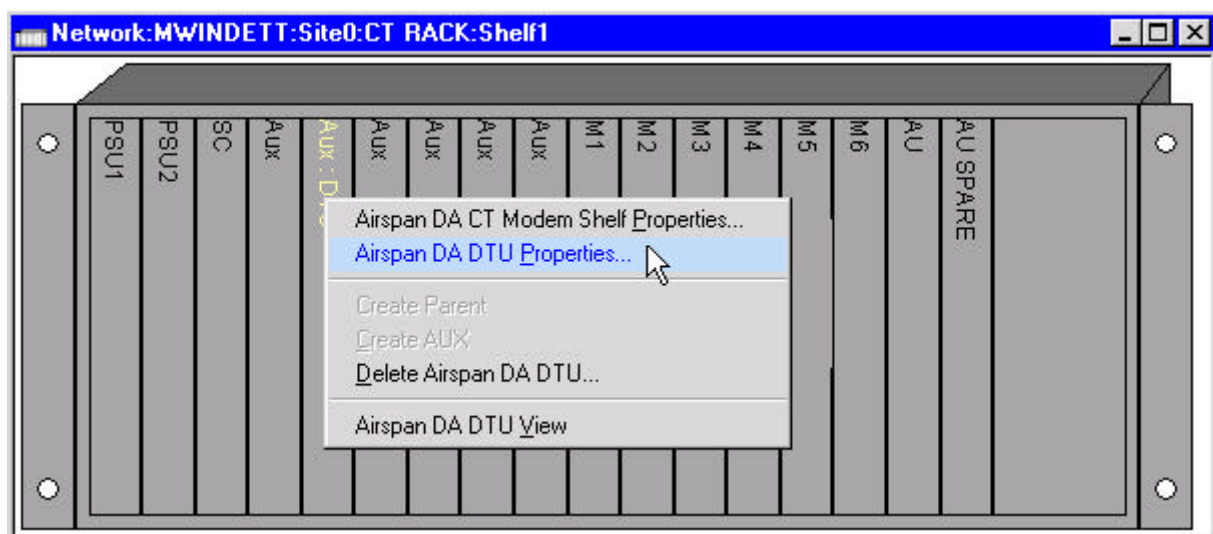 Network:MWINDETT:Site0:CT RACK:Shelf1
PSU1
PSU2
SC
Aux
Aux : D
Aux
Aux
Aux
Aux
M1
M2
M3
M4
M5
M6
AU
AU SPARE
Airspan DA CT Modem Shelf Properties...
Airspan DA DTU Properties...
Create Parent
Create AUX
Delete Airspan DA DTU...
Airspan DA DTU View